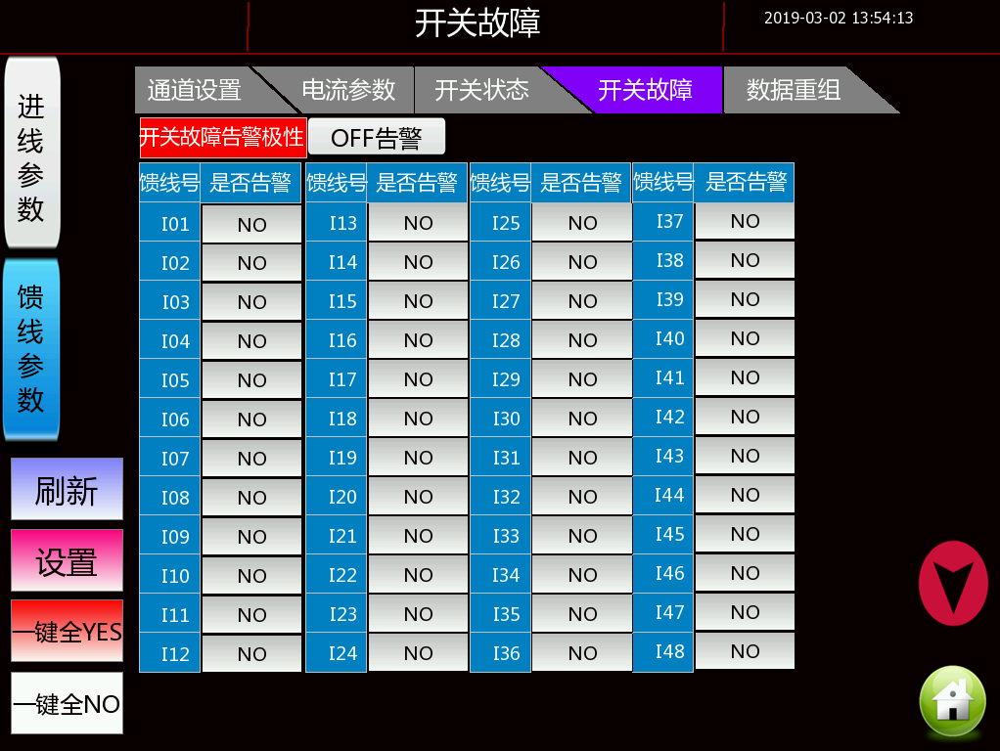 开关故障
2019-03-02 13:54:13
通道设置 电流参数 开关状态 开关故障 数据重组
进线参数
馈线参数
开关故障告警极性 OFF告警
馈线号 是否告警 馈线号 是否告警 馈线号 是否告警 馈线号 是否告警
I01 NO I13 NO I25 NO I37 NO
I02 NO I14 NO I26 NO I38 NO
I03 NO I15 NO I27 NO I39 NO
I04 NO I16 NO I28 NO I40 NO
I05 NO I17 NO I29 NO I41 NO
I06 NO I18 NO I30 NO I42 NO
I07 NO I19 NO I31 NO I43 NO
I08 NO I20 NO I32 NO I44 NO
I09 NO I21 NO I33 NO I45 NO
I10 NO I22 NO I34 NO I46 NO
I11 NO I23 NO I35 NO I47 NO
I12 NO I24 NO I36 NO I48 NO
刷新
设置
一键全YES
一键全NO